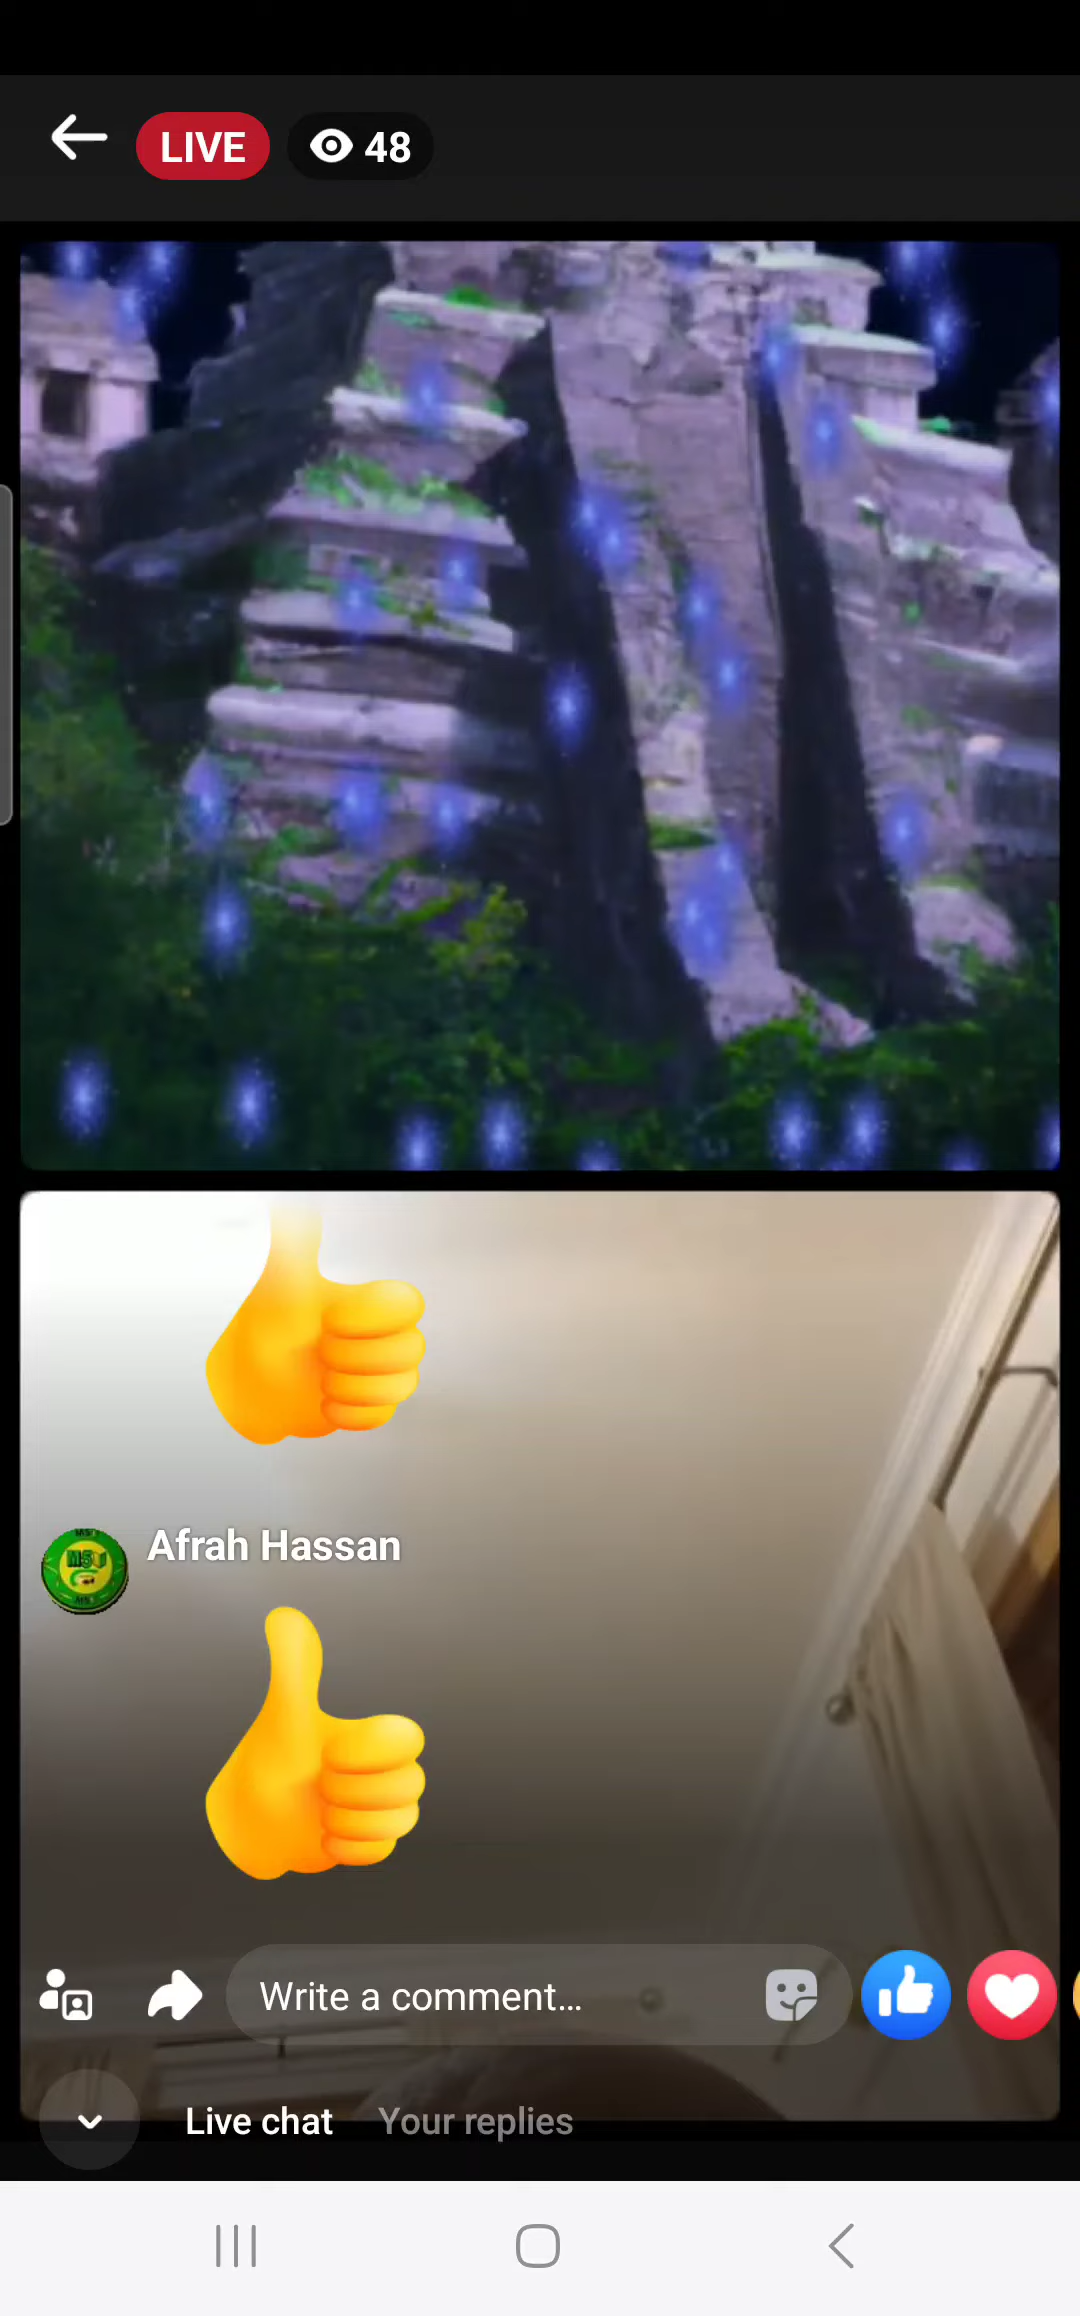 LIVE
48
Afrah Hassan
Write a comment...
Live chat
Your replies